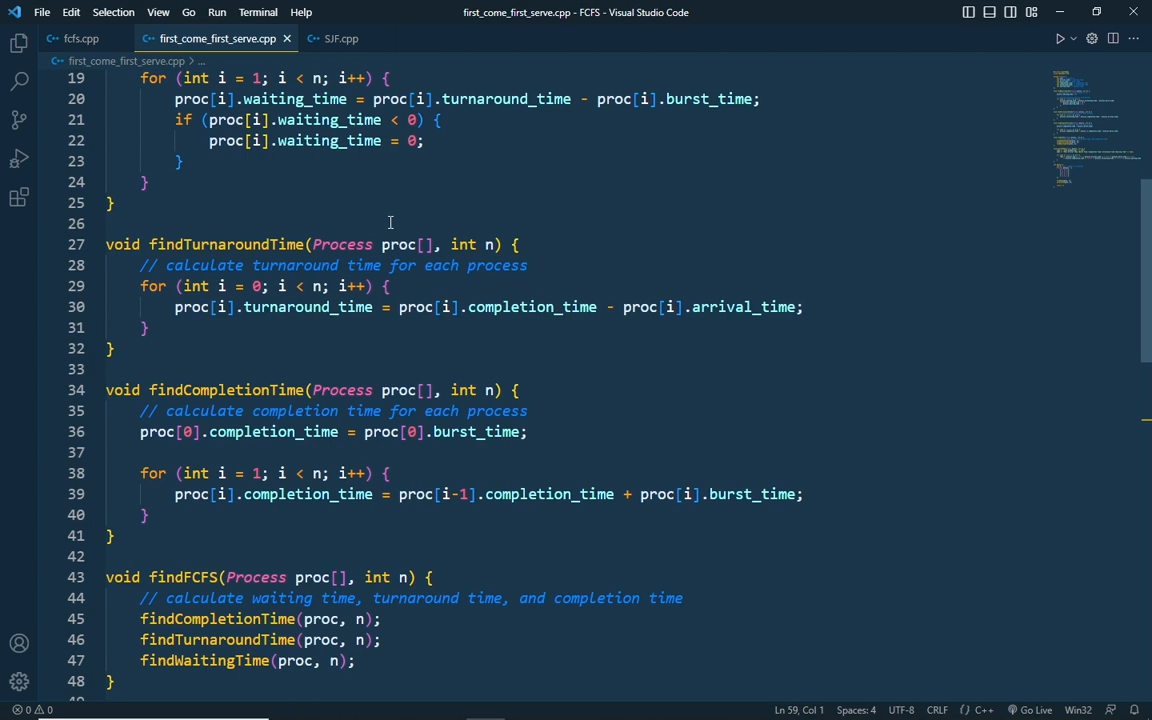 File Edit Selection View Go Run Terminal Help first_come_first_serve.cpp - FCFS - Visual Studio Code
fcfs.cpp first_come_first_serve.cpp SJF.cpp
first_come_first_serve.cpp > ...
19 for (int i = 1; i < n; i++) {
20 proc[i].waiting_time = proc[i].turnaround_time - proc[i].burst_time;
21 if (proc[i].waiting_time < 0) {
22 proc[i].waiting_time = 0;
23 }
24 }
25 }
26
27 void findTurnaroundTime(Process proc[], int n) {
28 // calculate turnaround time for each process
29 for (int i = 0; i < n; i++) {
30 proc[i].turnaround_time = proc[i].completion_time - proc[i].arrival_time;
31 }
32 }
33
34 void findCompletionTime(Process proc[], int n) {
35 // calculate completion time for each process
36 proc[0].completion_time = proc[0].burst_time;
37
38 for (int i = 1; i < n; i++) {
39 proc[i].completion_time = proc[i-1].completion_time + proc[i].burst_time;
40 }
41 }
42
43 void findFCFS(Process proc[], int n) {
44 // calculate waiting time, turnaround time, and completion time
45 findCompletionTime(proc, n);
46 findTurnaroundTime(proc, n);
47 findWaitingTime(proc, n);
48 }
0 0 Ln 59, Col 1 Spaces: 4 UTF-8 CRLF {} C++ Go Live Win32